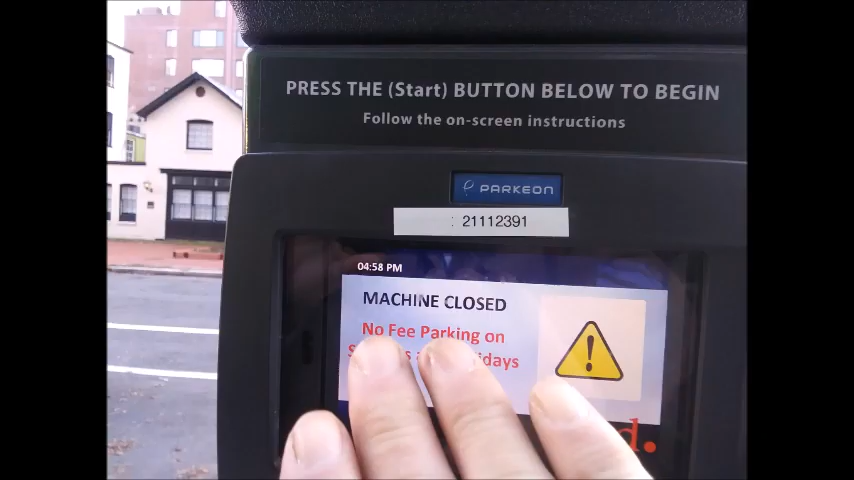 PRESS THE (Start) BUTTON BELOW TO BEGIN
Follow the on-screen instructions
PARKEON
: 21112391
04:58 PM
MACHINE CLOSED
No Fee Parking on